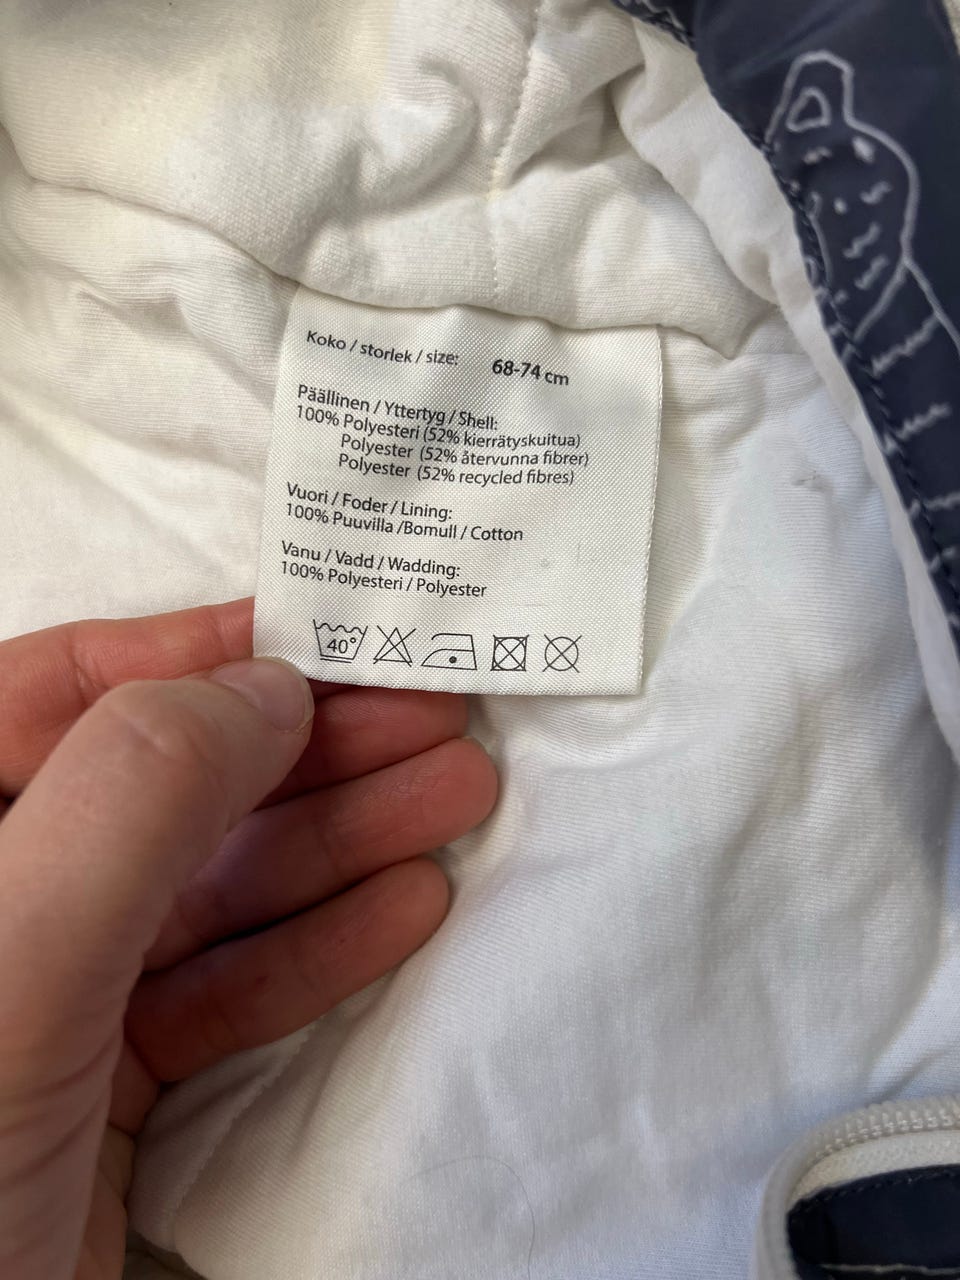 Koko / storlek / size: 68-74 cm
Päällinen / Yttertyg / Shell:
100% Polyesteri (52% kierrätyskuitua)
Polyester (52% återvunna fibrer)
Polyester (52% recycled fibres)
Vuori / Foder / Lining:
100% Puuvilla /Bomull / Cotton
Vanu / Vadd / Wadding:
100% Polyesteri / Polyester
40°